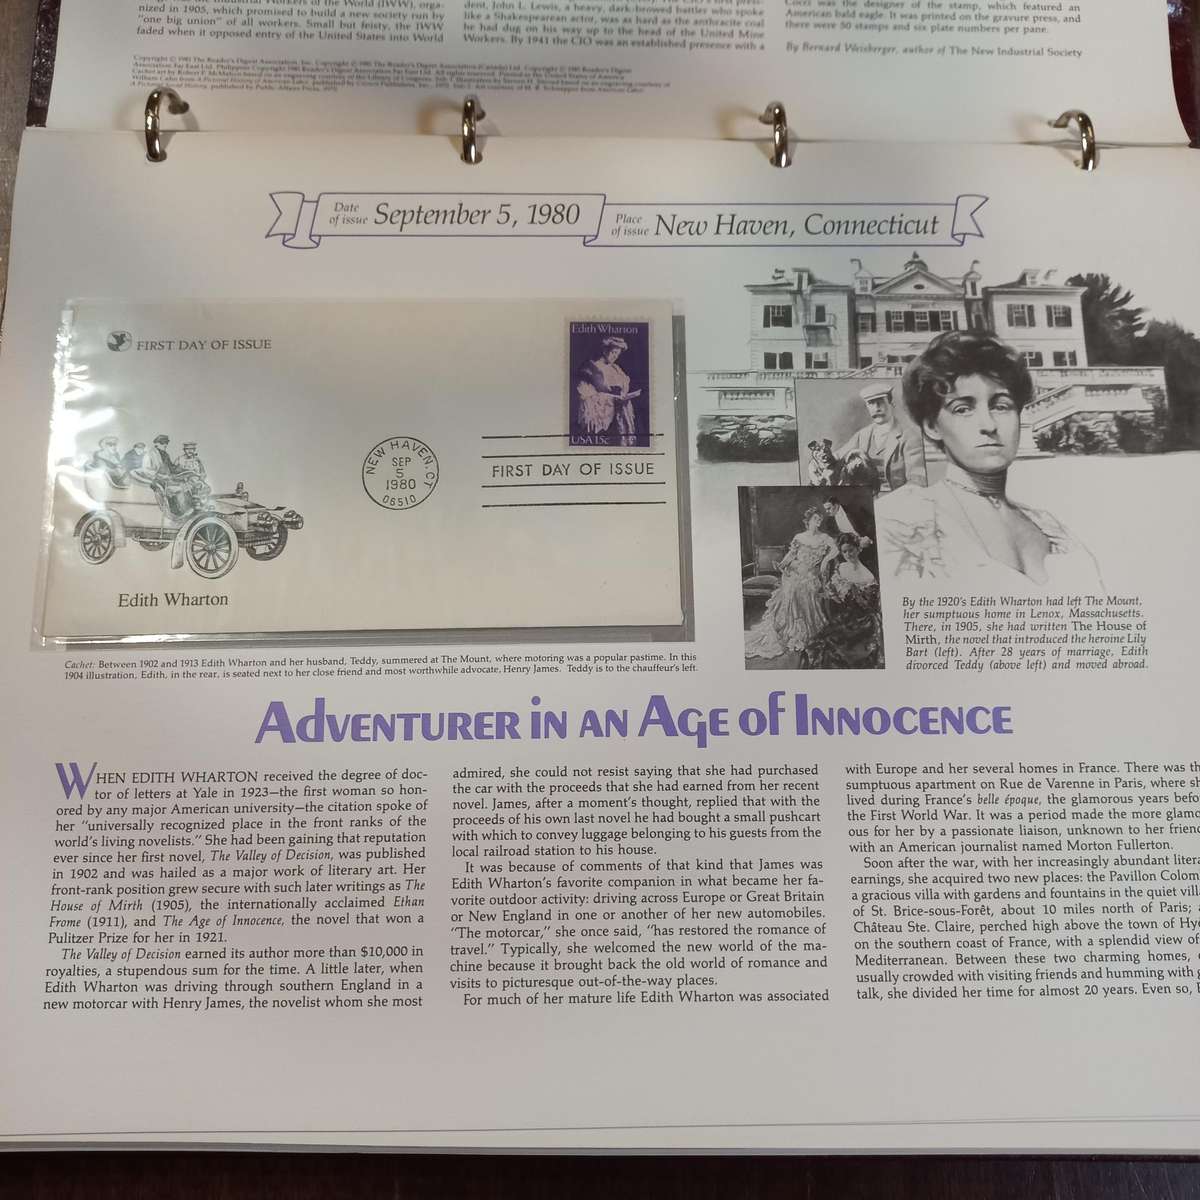 the Industrial Workers of the World (IWW), orga-
nized in 1905, which promised to build a new society run by
"one big union" of all workers. Small but feisty, the IWW
faded when it opposed entry of the United States into World
dent, John L. Lewis, a heavy, dark-browed battler who spoke
like a Shakespearean actor, was as hard as the anthracite coal
he had dug on his way up to the head of the United Mine
Workers. By 1941 the CIO was an established presence with a
was the designer of the stamp, which featured an
American bald eagle. It was printed on the gravure press, and
there were 50 stamps and six plate numbers per pane.
By Bernard Weisberger, author of The New Industrial Society
Date
of issue September 5, 1980
Place
of issue New Haven, Connecticut
FIRST DAY OF ISSUE
Edith Wharton
USA 15c
NEW HAVEN, CT
SEP
5
1980
06510
FIRST DAY OF ISSUE
Edith Wharton
Cachet: Between 1902 and 1913 Edith Wharton and her husband, Teddy, summered at The Mount, where motoring was a popular pastime. In this
1904 illustration, Edith, in the rear, is seated next to her close friend and most worthwhile advocate, Henry James. Teddy is to the chauffeur's left.
By the 1920's Edith Wharton had left The Mount,
her sumptuous home in Lenox, Massachusetts.
There, in 1905, she had written The House of
Mirth, the novel that introduced the heroine Lily
Bart (left). After 28 years of marriage, Edith
divorced Teddy (above left) and moved abroad.
Adventurer in an Age of Innocence
WHEN EDITH WHARTON received the degree of doc-
tor of letters at Yale in 1923—the first woman so hon-
ored by any major American university—the citation spoke of
her "universally recognized place in the front ranks of the
world's living novelists." She had been gaining that reputation
ever since her first novel, The Valley of Decision, was published
in 1902 and was hailed as a major work of literary art. Her
front-rank position grew secure with such later writings as The
House of Mirth (1905), the internationally acclaimed Ethan
Frome (1911), and The Age of Innocence, the novel that won a
Pulitzer Prize for her in 1921.
The Valley of Decision earned its author more than $10,000 in
royalties, a stupendous sum for the time. A little later, when
Edith Wharton was driving through southern England in a
new motorcar with Henry James, the novelist whom she most
admired, she could not resist saying that she had purchased
the car with the proceeds that she had earned from her recent
novel. James, after a moment's thought, replied that with the
proceeds of his own last novel he had bought a small pushcart
with which to convey luggage belonging to his guests from the
local railroad station to his house.
It was because of comments of that kind that James was
Edith Wharton's favorite companion in what became her fa-
vorite outdoor activity: driving across Europe or Great Britain
or New England in one or another of her new automobiles.
"The motorcar," she once said, "has restored the romance of
travel." Typically, she welcomed the new world of the ma-
chine because it brought back the old world of romance and
visits to picturesque out-of-the-way places.
For much of her mature life Edith Wharton was associated
with Europe and her several homes in France. There was th
sumptuous apartment on Rue de Varenne in Paris, where sh
lived during France's belle époque, the glamorous years befo
the First World War. It was a period made the more glamo
ous for her by a passionate liaison, unknown to her friend
with an American journalist named Morton Fullerton.
Soon after the war, with her increasingly abundant litera
earnings, she acquired two new places: the Pavillon Colom
a gracious villa with gardens and fountains in the quiet vill
of St. Brice-sous-Forêt, about 10 miles north of Paris; a
Château Ste. Claire, perched high above the town of Hy
on the southern coast of France, with a splendid view of
Mediterranean. Between these two charming homes,
usually crowded with visiting friends and humming with g
talk, she divided her time for almost 20 years. Even so,